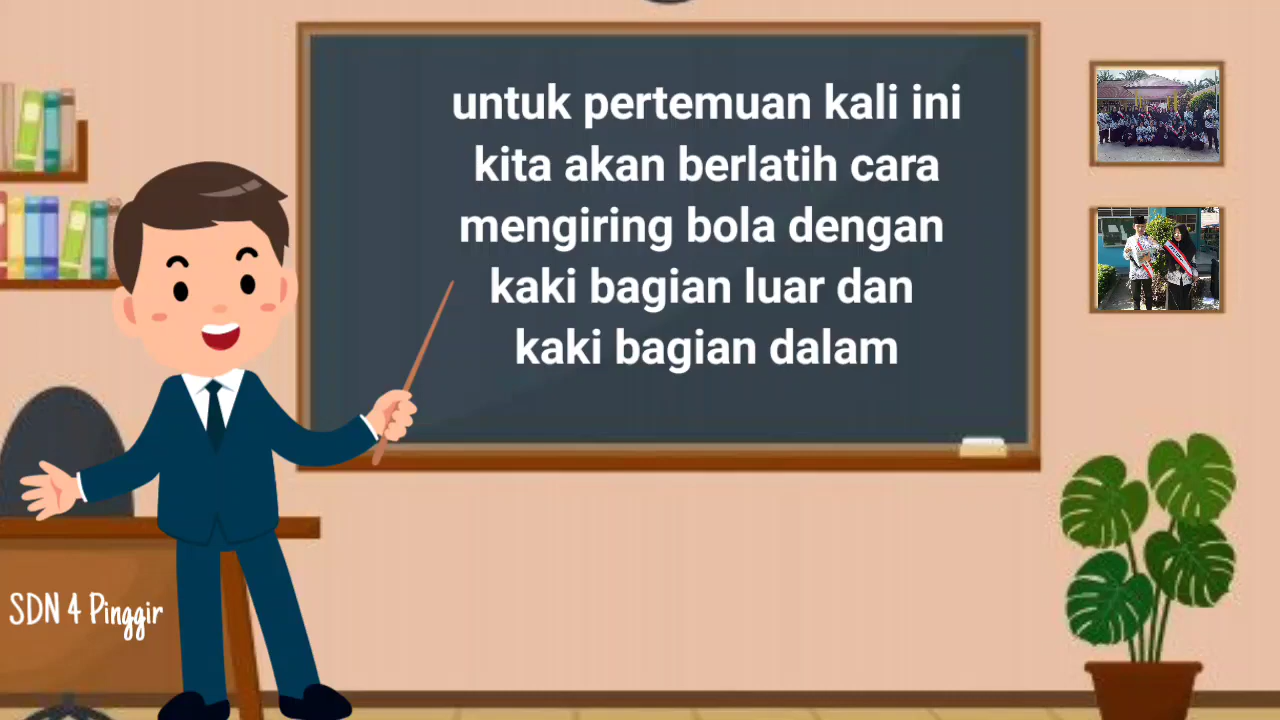 untuk pertemuan kali ini
kita akan berlatih cara
mengiring bola dengan
kaki bagian luar dan
kaki bagian dalam
SDN 4 Pinggir